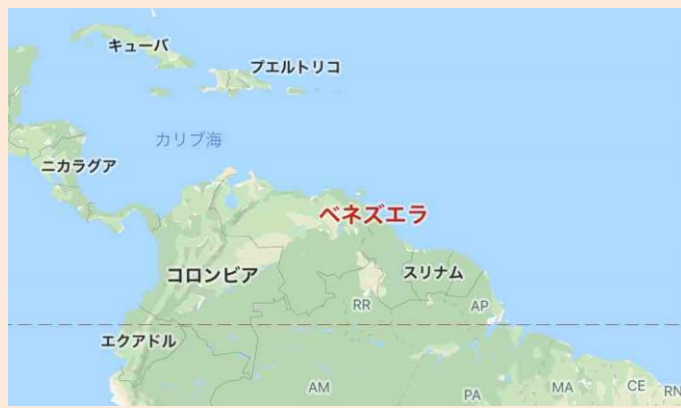 キューバ
プエルトリコ
カリブ海
ニカラグア
ベネズエラ
コロンビア
スリナム
RR
AP
エクアドル
AM
PA
MA
CE
RN